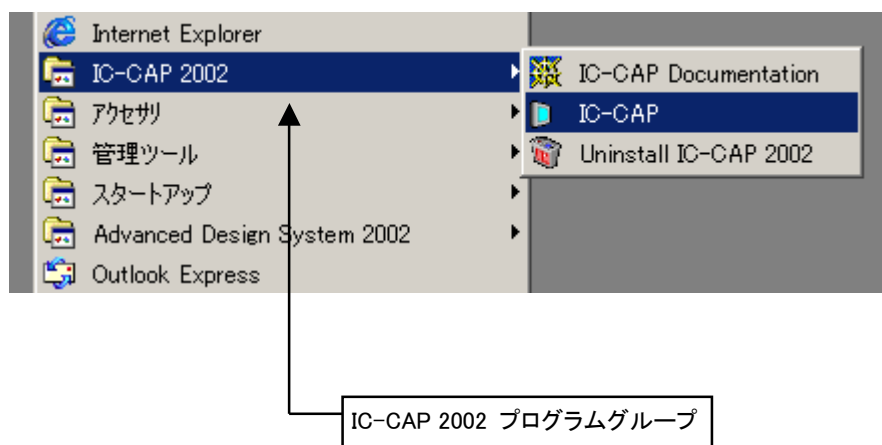 Internet Explorer
IC-CAP 2002
アクセサリ
管理ツール
スタートアップ
Advanced Design System 2002
Outlook Express
IC-CAP Documentation
IC-CAP
Uninstall IC-CAP 2002
IC-CAP 2002 プログラムグループ